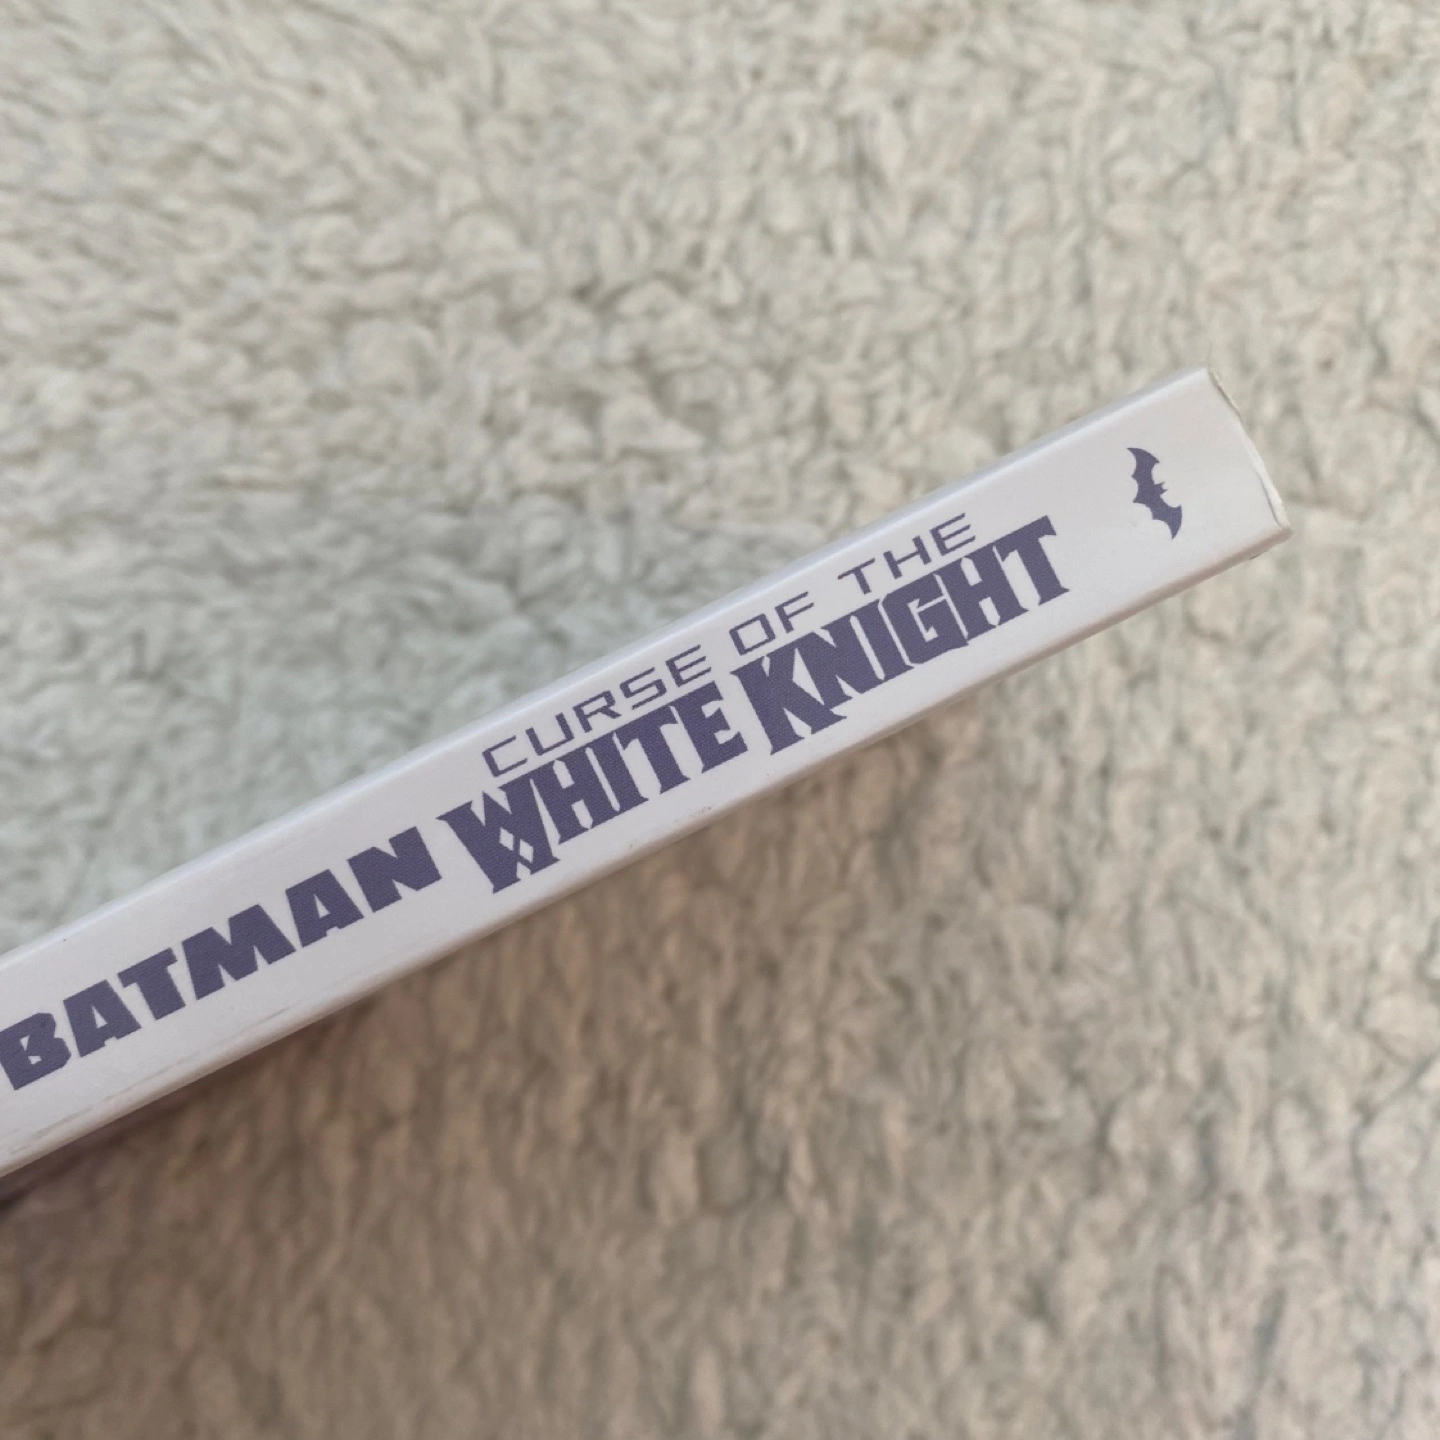 BATMAN
CURSE OF THE
WHITE KNIGHT